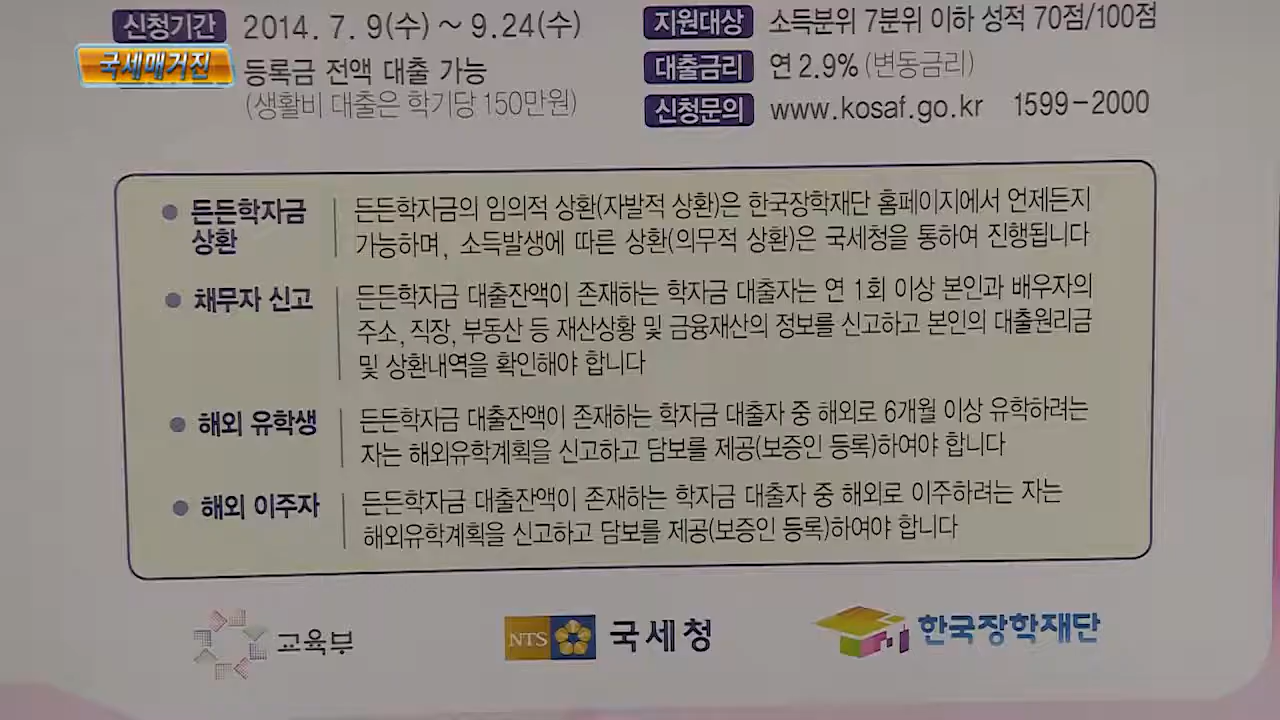 신청기간 2014. 7. 9(수) ~ 9.24(수)
국세매거진
등록금 전액 대출 가능
(생활비 대출은 학기당 150만원)
지원대상 소득분위 7분위 이하 성적 70점/100점
대출금리 연 2.9% (변동금리)
신청문의 www.kosaf.go.kr 1599-2000
든든학자금
상환
든든학자금의 임의적 상환(자발적 상환)은 한국장학재단 홈페이지에서 언제든지
가능하며, 소득발생에 따른 상환(의무적 상환)은 국세청을 통하여 진행됩니다
채무자 신고
든든학자금 대출잔액이 존재하는 학자금 대출자는 연 1회 이상 본인과 배우자의
주소, 직장, 부동산 등 재산상황 및 금융재산의 정보를 신고하고 본인의 대출원리금
및 상환내역을 확인해야 합니다
해외 유학생
든든학자금 대출잔액이 존재하는 학자금 대출자 중 해외로 6개월 이상 유학하려는
자는 해외유학계획을 신고하고 담보를 제공(보증인 등록)하여야 합니다
해외 이주자
든든학자금 대출잔액이 존재하는 학자금 대출자 중 해외로 이주하려는 자는
해외유학계획을 신고하고 담보를 제공(보증인 등록)하여야 합니다
교육부
NTS 국세청
한국장학재단